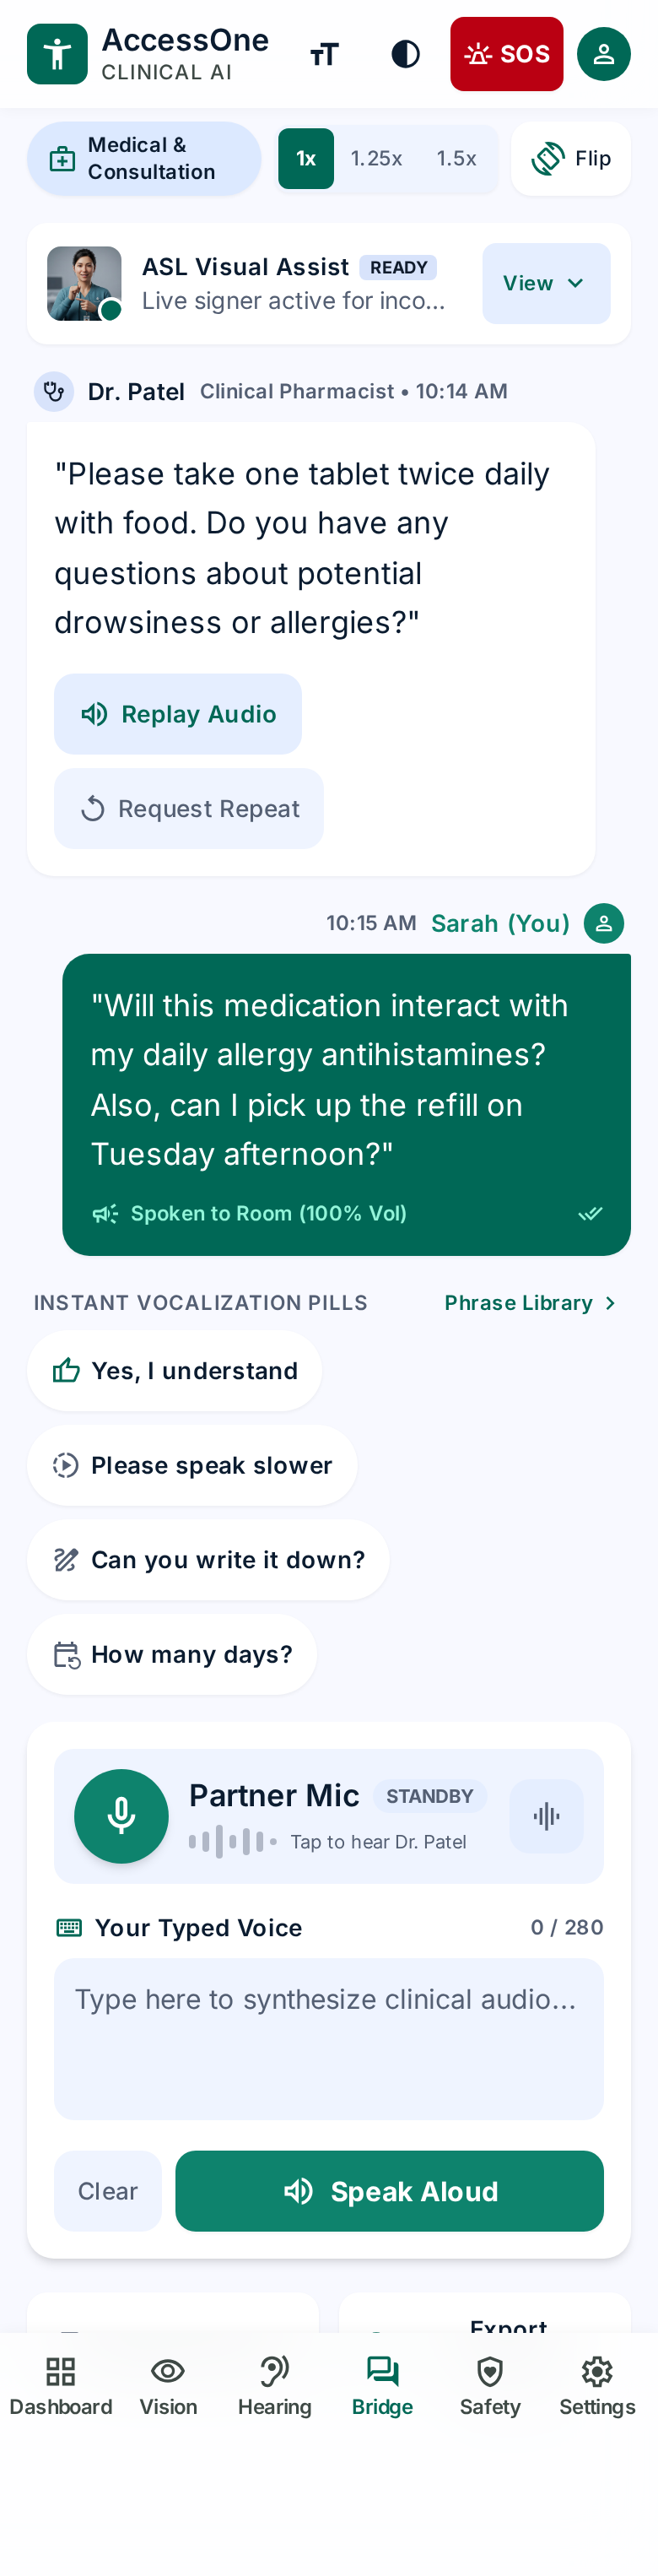 AccessOne
CLINICAL AI
SOS
Medical &
Consultation
1x
1.25x
1.5x
Flip
ASL Visual Assist
READY
Live signer active for inco...
View
Dr. Patel
Clinical Pharmacist • 10:14 AM
"Please take one tablet twice daily
with food. Do you have any
questions about potential
drowsiness or allergies?"
Replay Audio
Request Repeat
10:15 AM
Sarah (You)
"Will this medication interact with
my daily allergy antihistamines?
Also, can I pick up the refill on
Tuesday afternoon?"
Spoken to Room (100% Vol)
INSTANT VOCALIZATION PILLS
Phrase Library
Yes, I understand
Please speak slower
Can you write it down?
How many days?
Partner Mic
STANDBY
Tap to hear Dr. Patel
Your Typed Voice
0 / 280
Type here to synthesize clinical audio...
Clear
Speak Aloud
Export
Dashboard
Vision
Hearing
Bridge
Safety
Settings